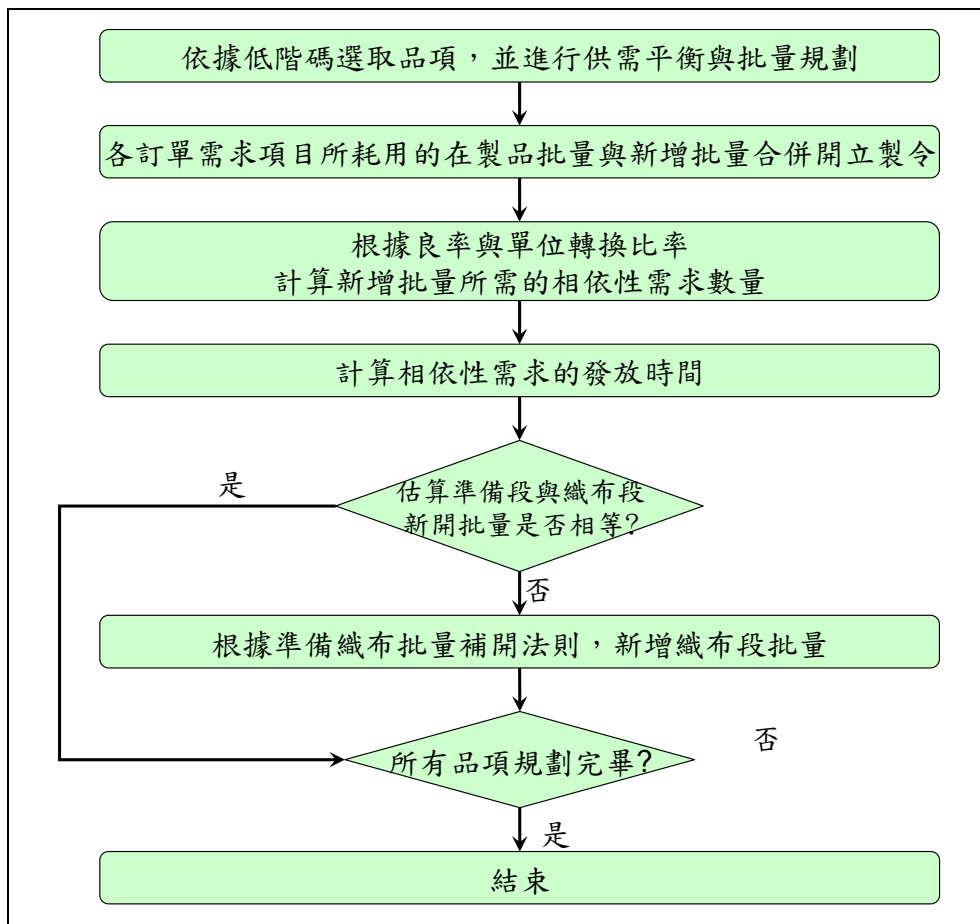 依據低階碼選取品項，並進行供需平衡與批量規劃
各訂單需求項目所耗用的在製品批量與新增批量合併開立製令
根據良率與單位轉換比率
計算新增批量所需的相依性需求數量
計算相依性需求的發放時間
是
估算準備段與織布段
新開批量是否相等?
否
根據準備織布批量補開法則，新增織布段批量
否
所有品項規劃完畢?
是
結束